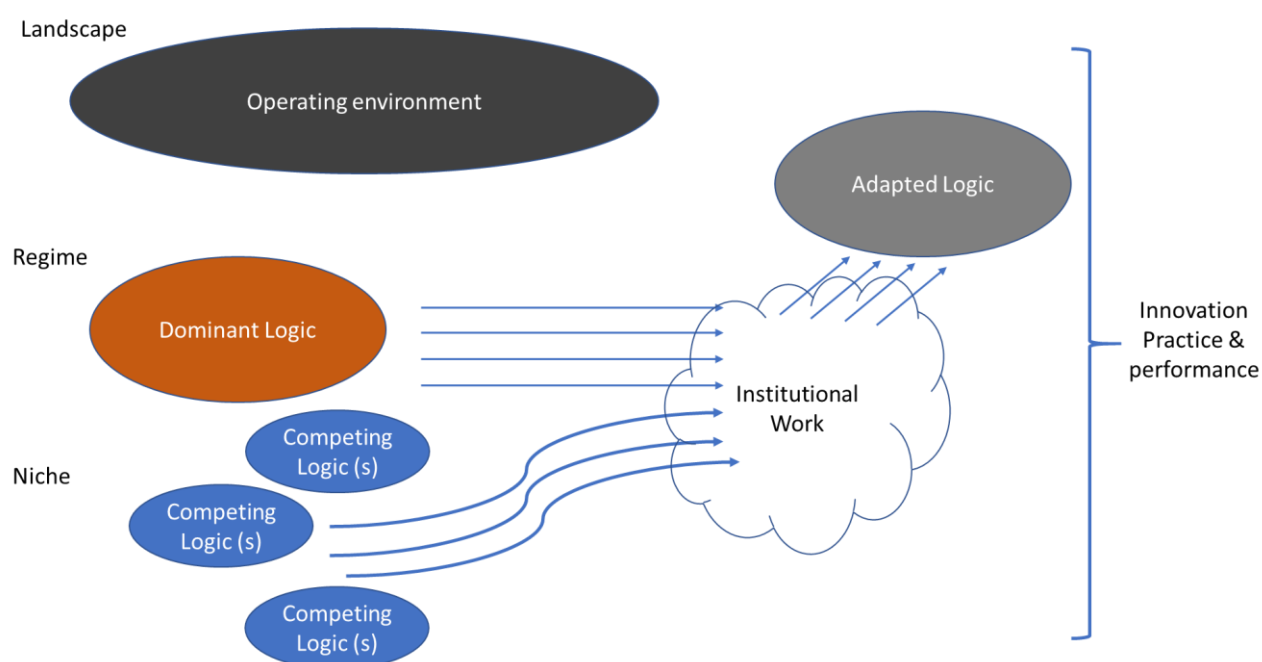 Landscape
Operating environment
Adapted Logic
Regime
Dominant Logic
Innovation
Practice &
performance
Institutional
Work
Competing
Logic (s)
Niche
Competing
Logic (s)
Competing
Logic (s)